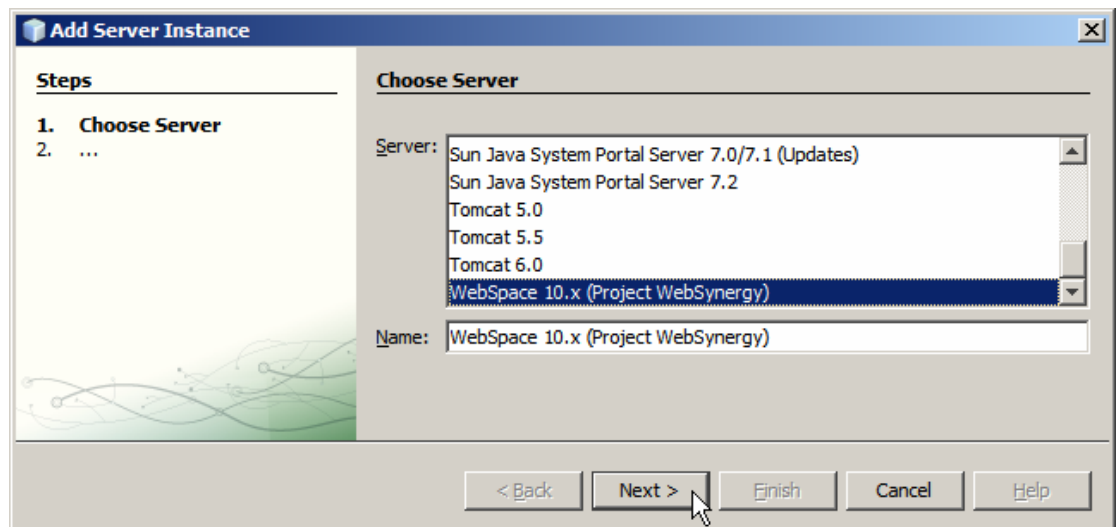 Add Server Instance
Steps
1. Choose Server
2. ...
Choose Server
Server:
Sun Java System Portal Server 7.0/7.1 (Updates)
Sun Java System Portal Server 7.2
Tomcat 5.0
Tomcat 5.5
Tomcat 6.0
WebSpace 10.x (Project WebSynergy)
Name: WebSpace 10.x (Project WebSynergy)
< Back Next > Finish Cancel Help